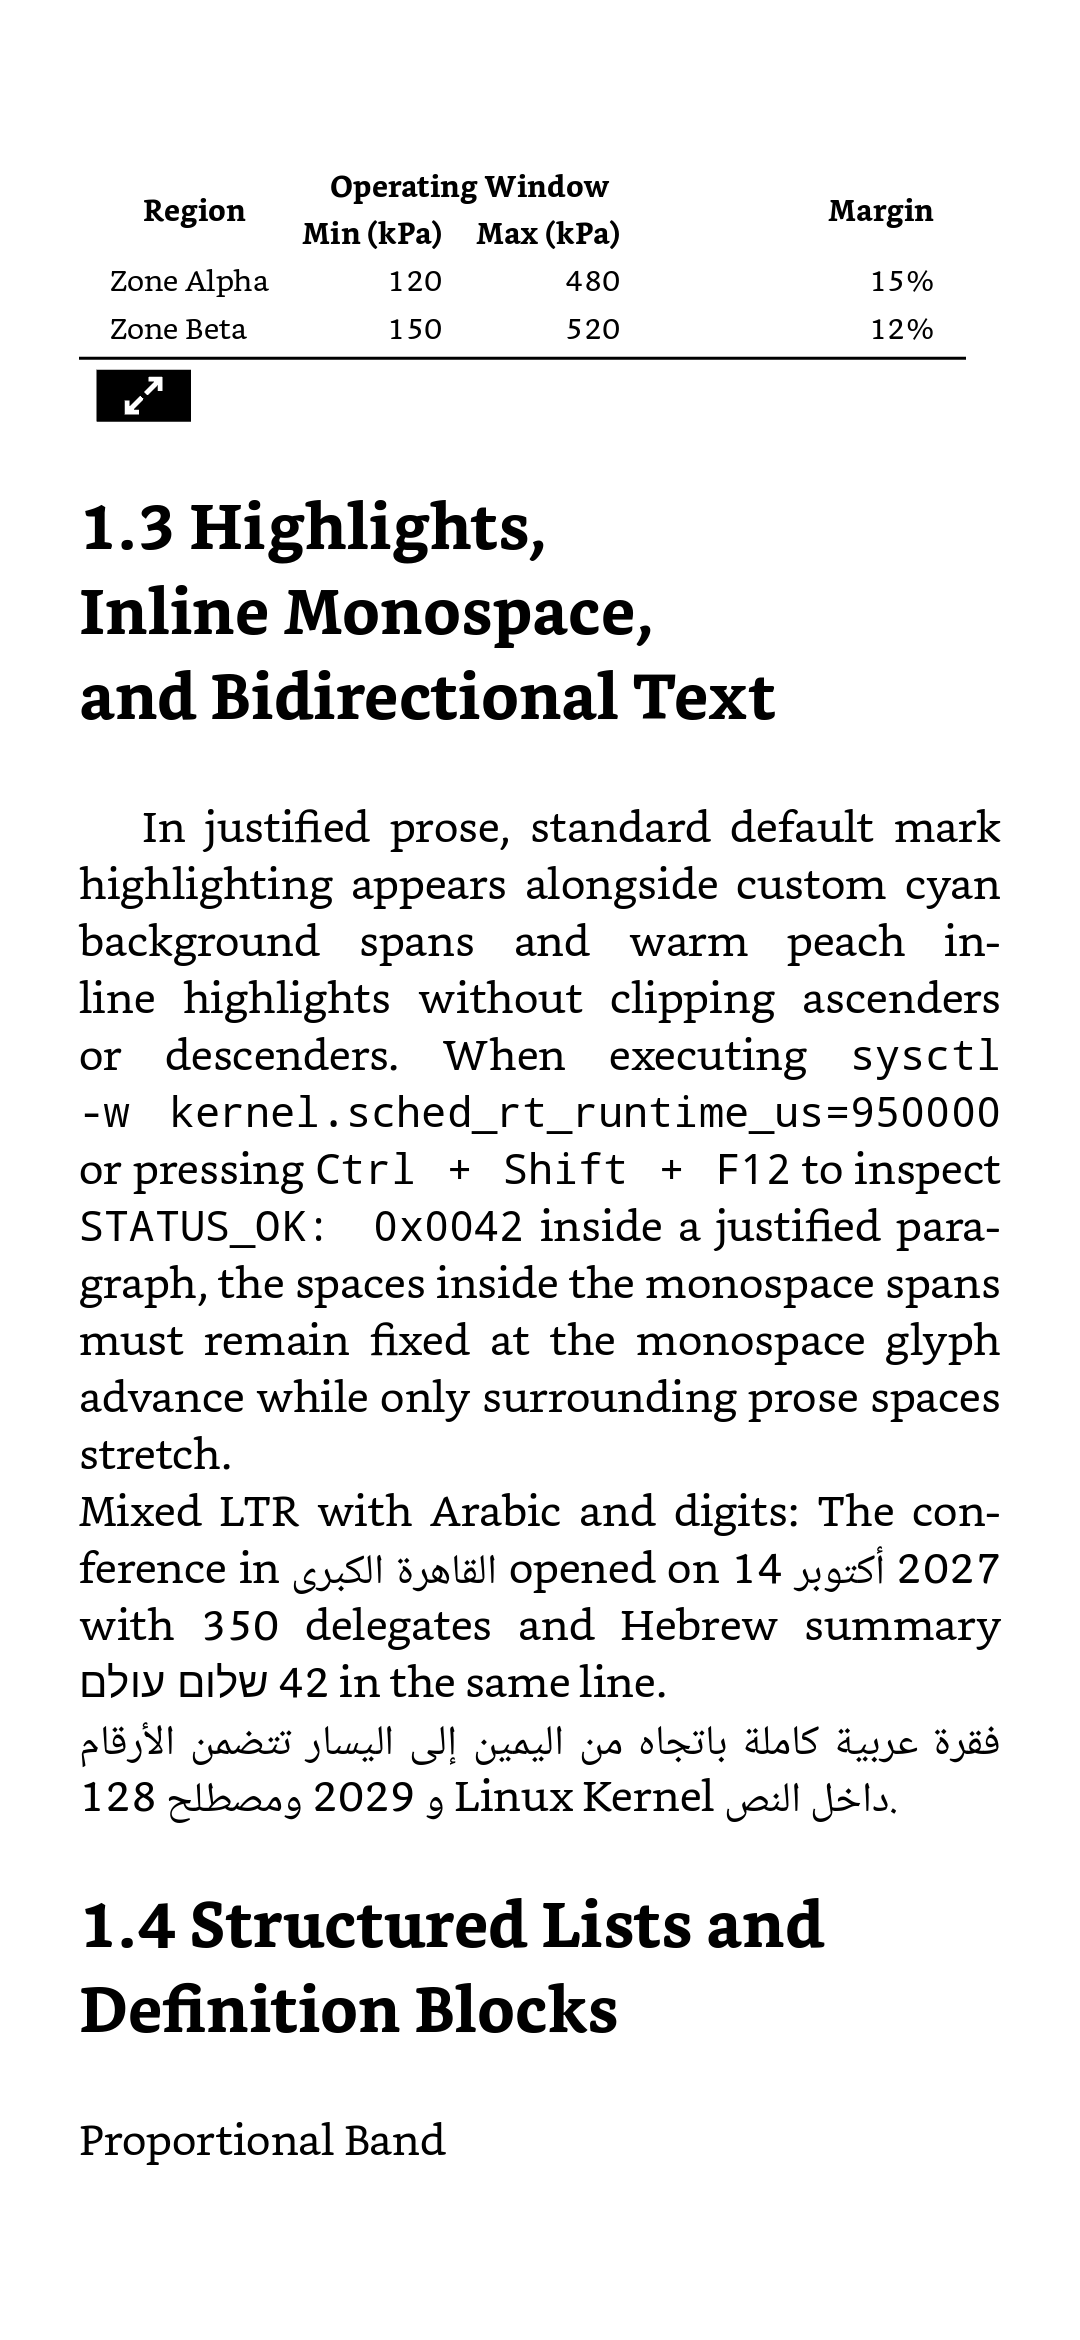 Operating Window
Region Margin
Min (kPa) Max (kPa)
Zone Alpha 120 480 15%
Zone Beta 150 520 12%
1.3 Highlights,
Inline Monospace,
and Bidirectional Text
In justified prose, standard default mark
highlighting appears alongside custom cyan
background spans and warm peach in-
line highlights without clipping ascenders
or descenders. When executing sysctl
-w kernel.sched_rt_runtime_us=950000
or pressing Ctrl + Shift + F12 to inspect
STATUS_OK: 0x0042 inside a justified para-
graph, the spaces inside the monospace spans
must remain fixed at the monospace glyph
advance while only surrounding prose spaces
stretch.
Mixed LTR with Arabic and digits: The con-
ference in القاهرة الكبرى opened on 14 أكتوبر 2027
with 350 delegates and Hebrew summary
שלום עולם 42 in the same line.
فقرة عربية كاملة باتجاه من اليمين إلى اليسار تتضمن الأرقام
128 و 2029 ومصطلح Linux Kernel داخل النص.
1.4 Structured Lists and
Definition Blocks
Proportional Band